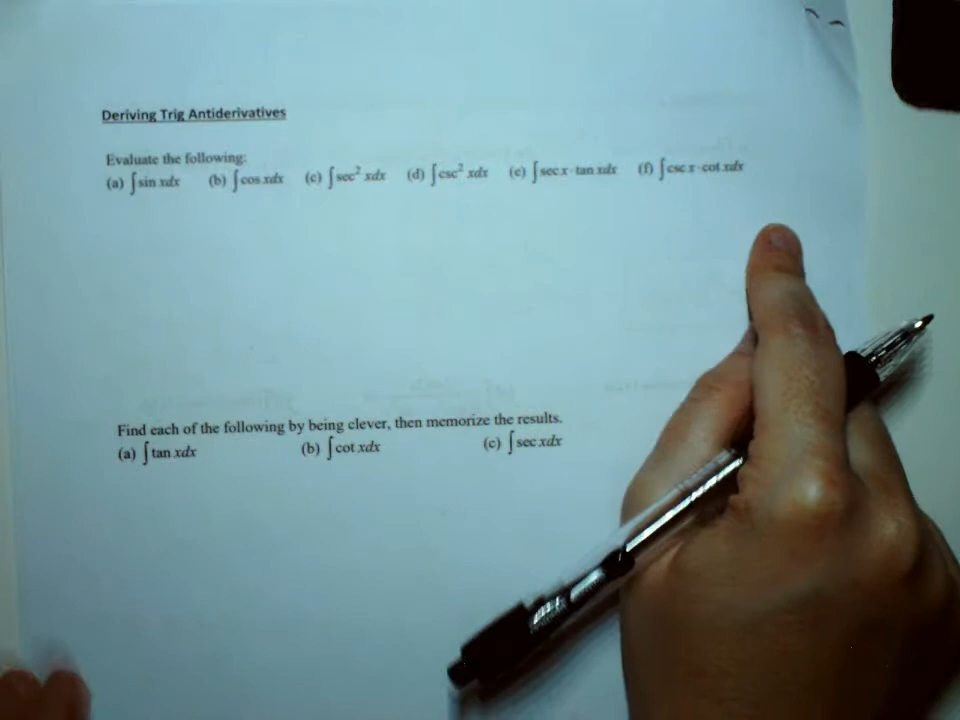 Deriving Trig Antiderivatives
Evaluate the following:
(a) ∫sin xdx (b) ∫cos xdx (c) ∫sec² xdx (d) ∫csc² xdx (e) ∫sec x · tan xdx (f) ∫csc x · cot xdx
Find each of the following by being clever, then memorize the results.
(a) ∫tan xdx (b) ∫cot xdx (c) ∫sec xdx